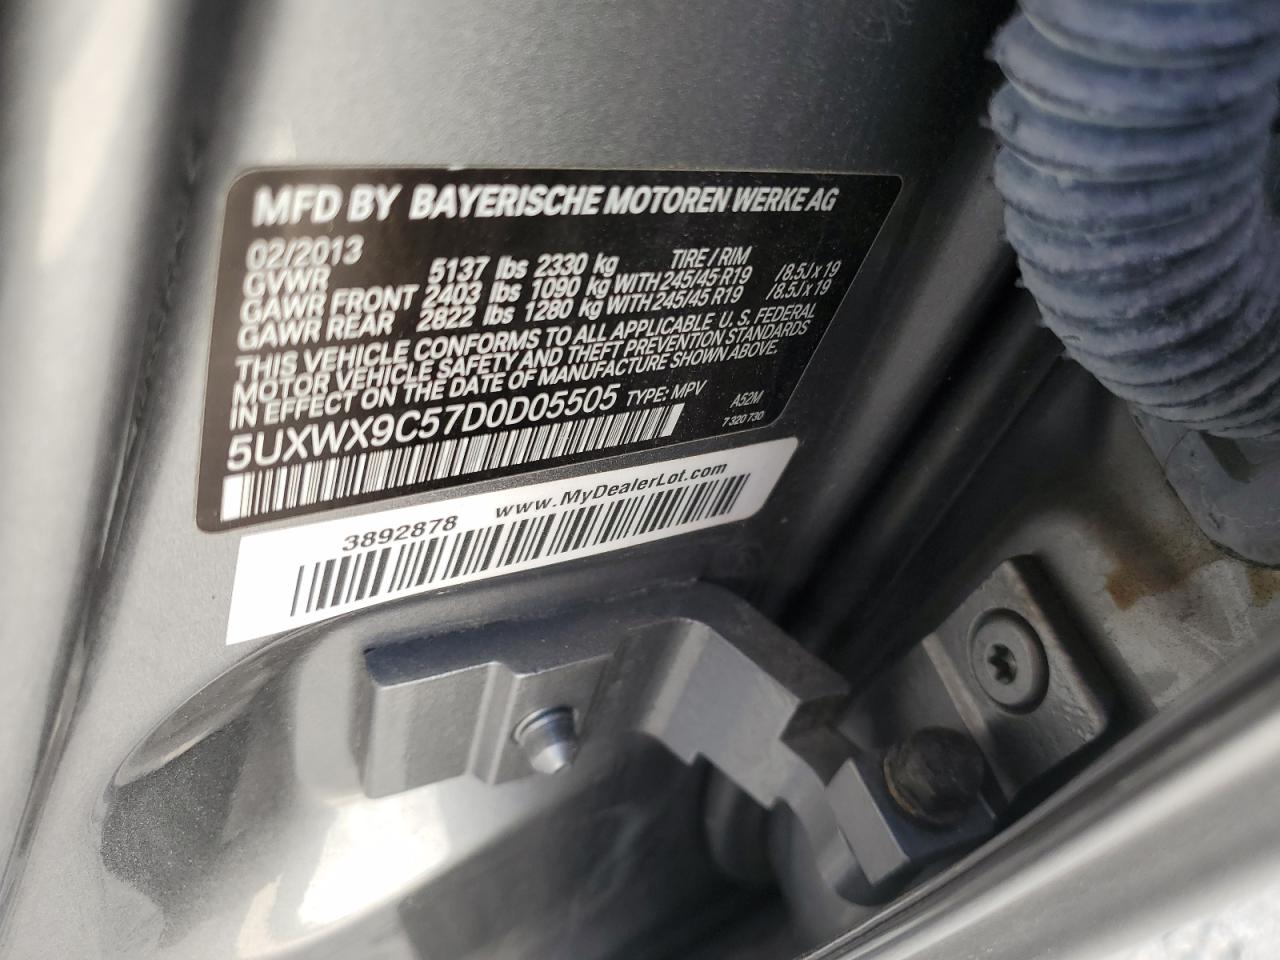 MFD BY BAYERISCHE MOTOREN WERKE AG
02/2013 TIRE / RIM
GVWR 5137 lbs 2330 kg
GAWR FRONT 2403 lbs 1090 kg WITH 245/45 R19 /8.5J x 19
GAWR REAR 2822 lbs 1280 kg WITH 245/45 R19 /8.5J x 19
THIS VEHICLE CONFORMS TO ALL APPLICABLE U. S. FEDERAL
MOTOR VEHICLE SAFETY AND THEFT PREVENTION STANDARDS
IN EFFECT ON THE DATE OF MANUFACTURE SHOWN ABOVE.
5UXWX9C57D0D05505 TYPE: MPV A52M
7 320 730
3892878 www.MyDealerLot.com